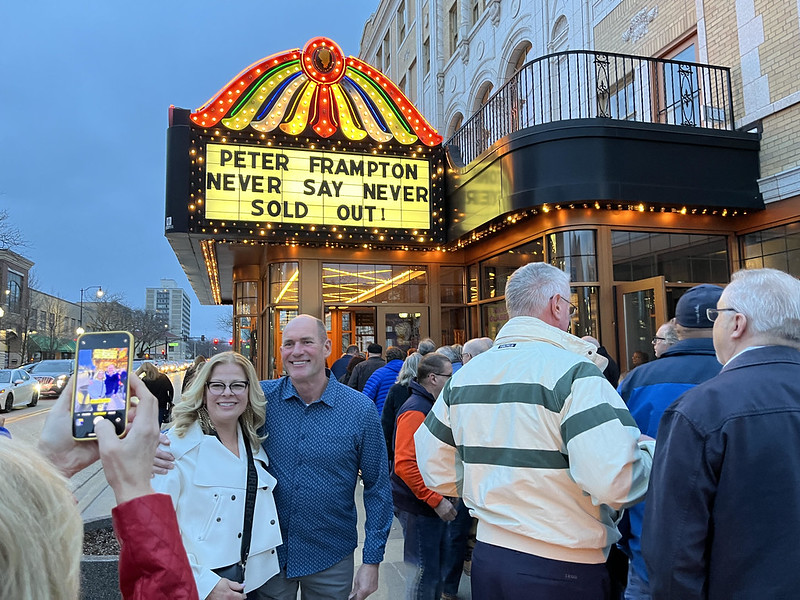 PETER FRAMPTON
NEVER SAY NEVER
SOLD OUT!